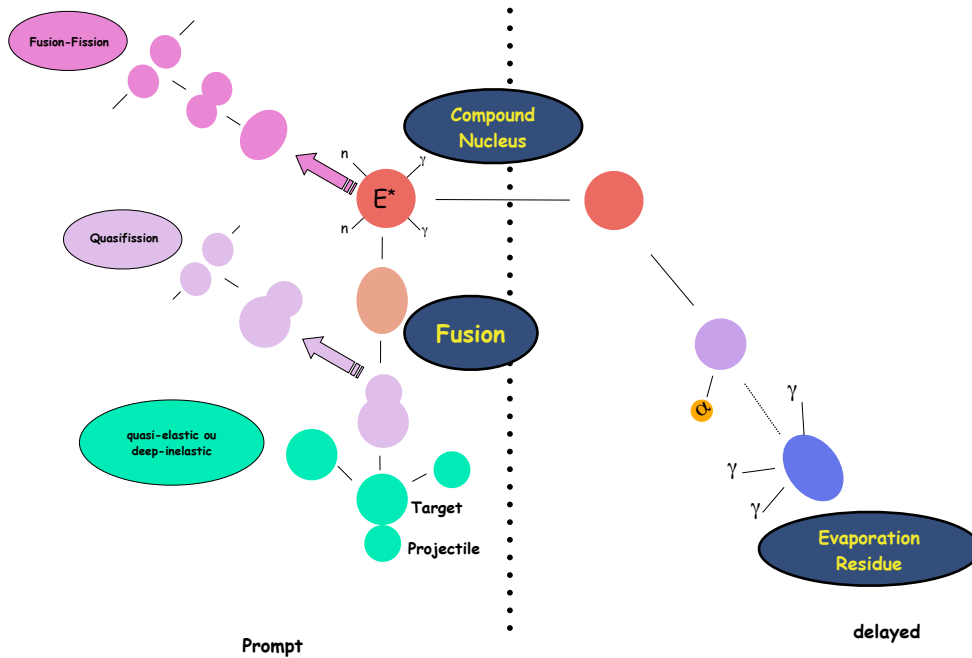 Fusion-Fission
Compound
Nucleus
n
γ
E*
n
γ
Quasifission
Fusion
quasi-elastic ou
deep-inelastic
Target
Projectile
α
γ
γ
γ
Evaporation
Residue
Prompt
delayed